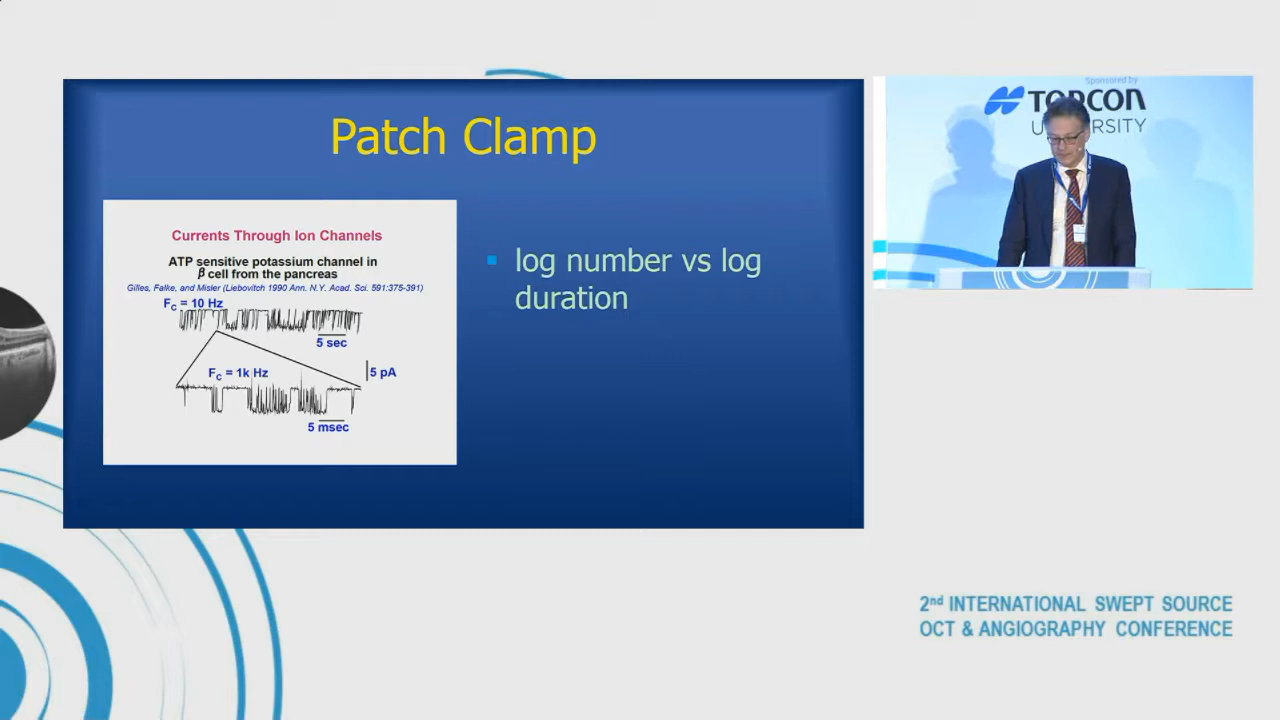 Patch Clamp
Currents Through Ion Channels
ATP sensitive potassium channel in
β cell from the pancreas
Gilles, Falke, and Misler (Liebovitch 1990 Ann. N.Y. Acad. Sci. 591:375-391)
FC = 10 Hz
5 sec
FC = 1k Hz
5 pA
5 msec
log number vs log
duration
Sponsored by
TOPCON
UNIVERSITY
2nd INTERNATIONAL SWEPT SOURCE
OCT & ANGIOGRAPHY CONFERENCE